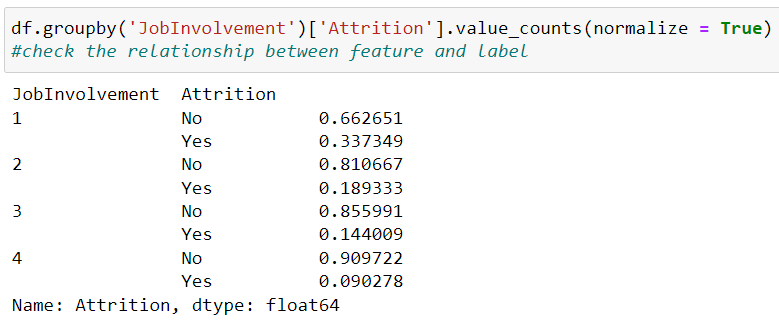 df.groupby('JobInvolvement')['Attrition'].value_counts(normalize = True)
#check the relationship between feature and label
JobInvolvement  Attrition
1               No           0.662651
                Yes          0.337349
2               No           0.810667
                Yes          0.189333
3               No           0.855991
                Yes          0.144009
4               No           0.909722
                Yes          0.090278
Name: Attrition, dtype: float64